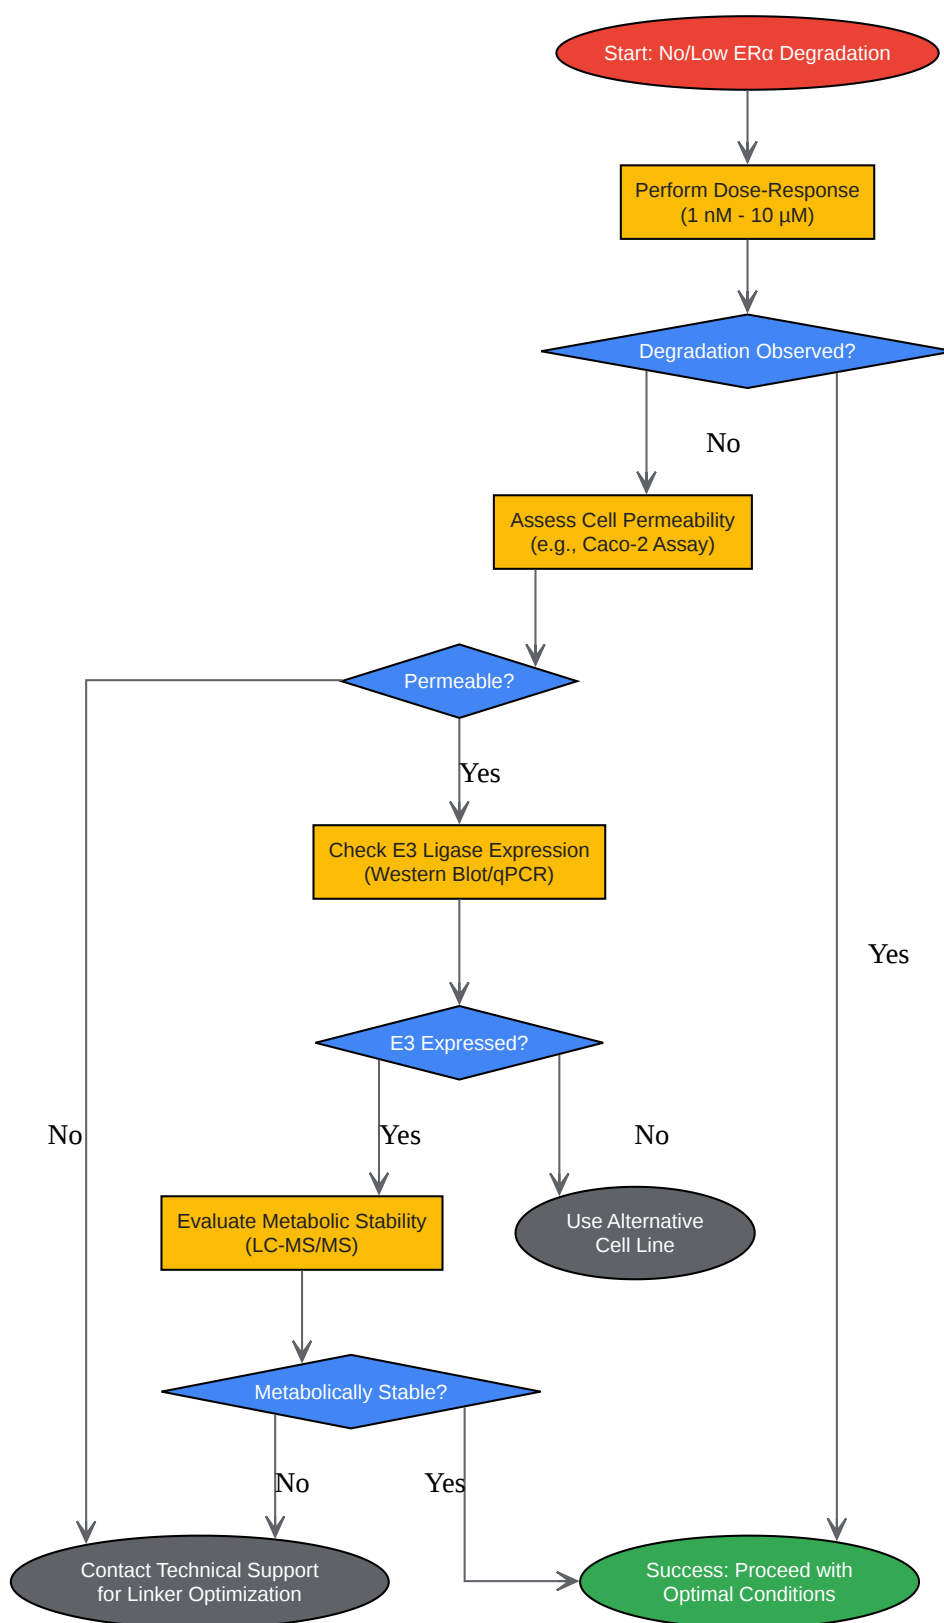 Start: No/Low ERα Degradation
Perform Dose-Response
(1 nM - 10 µM)
Degradation Observed?
No
Assess Cell Permeability
(e.g., Caco-2 Assay)
Permeable?
Yes
Check E3 Ligase Expression
(Western Blot/qPCR)
Yes
E3 Expressed?
No
Yes
No
Evaluate Metabolic Stability
(LC-MS/MS)
Use Alternative
Cell Line
Metabolically Stable?
No
Yes
Contact Technical Support
for Linker Optimization
Success: Proceed with
Optimal Conditions